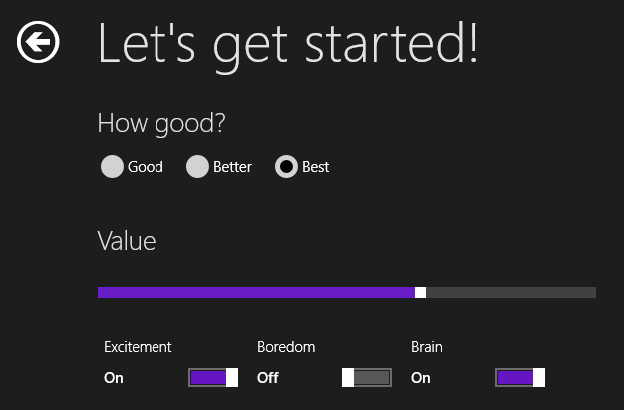 Let's get started!
How good?
Good Better Best
Value
Excitement Boredom Brain
On Off On